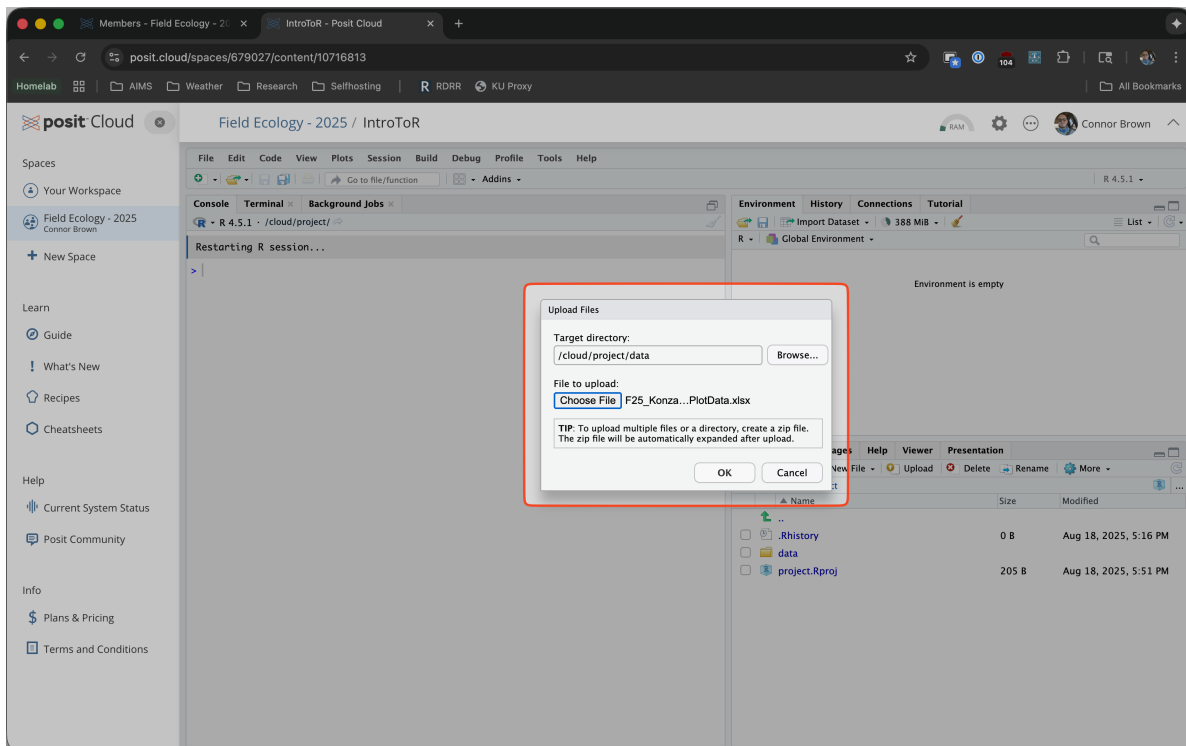 Members - Field Ecology - 20
IntroToR - Posit Cloud
posit.cloud/spaces/679027/content/10716813
104
Homelab
AIMS
Weather
Research
Selfhosting
R RDRR
KU Proxy
All Bookmarks
posit Cloud
Field Ecology - 2025 / IntroToR
RAM
Connor Brown
Spaces
Your Workspace
Field Ecology - 2025
Connor Brown
+ New Space
Learn
Guide
What's New
Recipes
Cheatsheets
Help
Current System Status
Posit Community
Info
Plans & Pricing
Terms and Conditions
File Edit Code View Plots Session Build Debug Profile Tools Help
Go to file/function
Addins
R 4.5.1
Console Terminal Background Jobs
R 4.5.1 · /cloud/project/
Restarting R session...
>
Environment History Connections Tutorial
Import Dataset
388 MiB
List
R
Global Environment
Environment is empty
Upload Files
Target directory:
/cloud/project/data
Browse...
File to upload:
Choose File F25_Konza...PlotData.xlsx
TIP: To upload multiple files or a directory, create a zip file.
The zip file will be automatically expanded after upload.
OK
Cancel
ages Help Viewer Presentation
New File Upload Delete Rename More
...
Name Size Modified
..
.Rhistory 0 B Aug 18, 2025, 5:16 PM
data
project.Rproj 205 B Aug 18, 2025, 5:51 PM